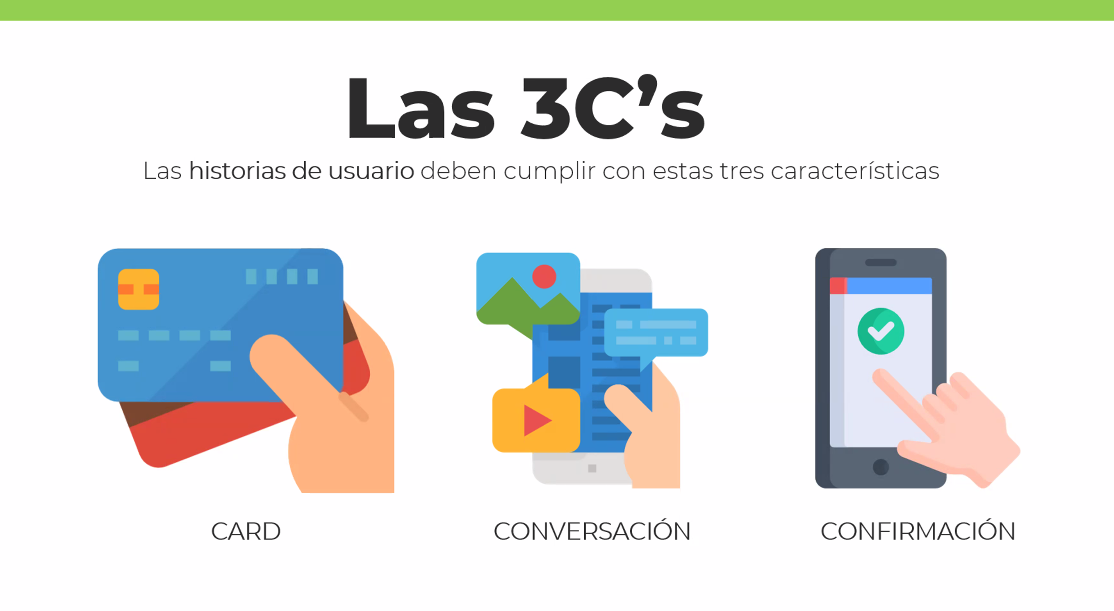 Las 3C’s
Las historias de usuario deben cumplir con estas tres características
CARD
CONVERSACIÓN
CONFIRMACIÓN